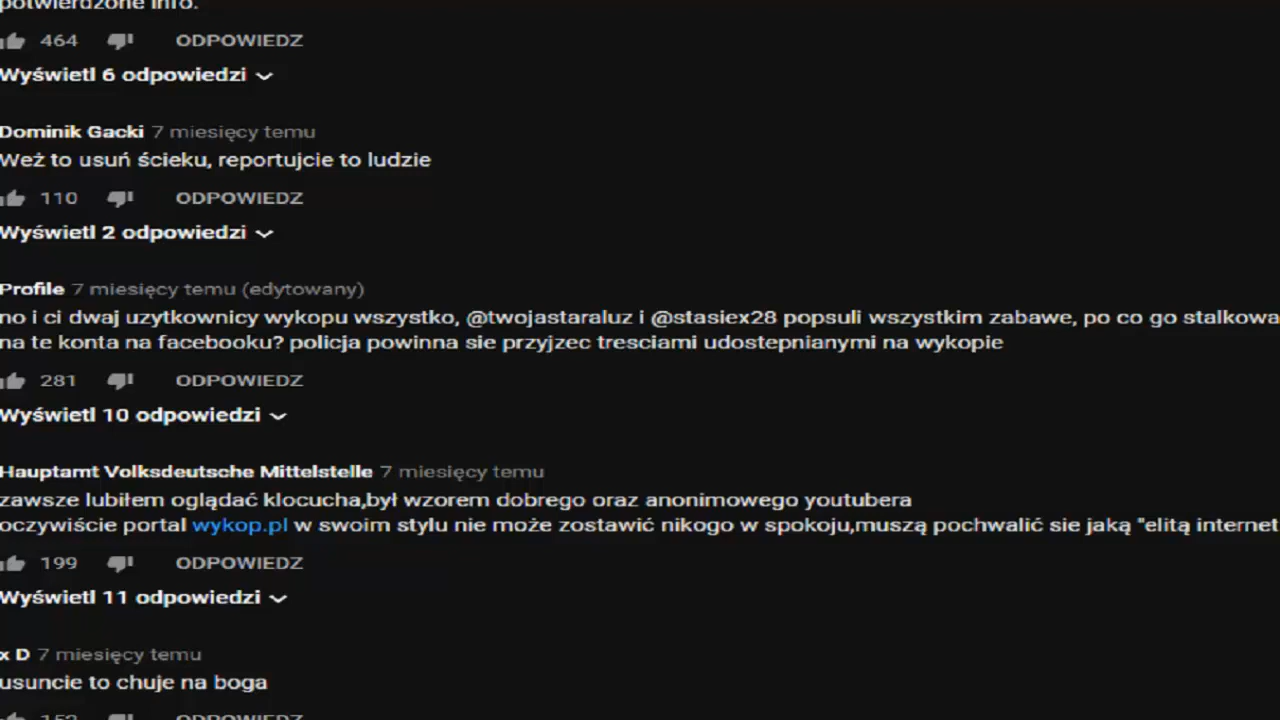 potwierdzone info.
464 ODPOWIEDZ
Wyświetl 6 odpowiedzi
Dominik Gacki 7 miesięcy temu
Weż to usuń ścieku, reportujcie to ludzie
110 ODPOWIEDZ
Wyświetl 2 odpowiedzi
Profile 7 miesięcy temu (edytowany)
no i ci dwaj uzytkownicy wykopu wszystko, @twojastaraluz i @stasiex28 popsuli wszystkim zabawe, po co go stalkowa
na te konta na facebooku? policja powinna sie przyjzec tresciami udostepnianymi na wykopie
281 ODPOWIEDZ
Wyświetl 10 odpowiedzi
Hauptamt Volksdeutsche Mittelstelle 7 miesięcy temu
zawsze lubiłem oglądać klocucha,był wzorem dobrego oraz anonimowego youtubera
oczywiście portal wykop.pl w swoim stylu nie może zostawić nikogo w spokoju,muszą pochwalić sie jaką "elitą internet
199 ODPOWIEDZ
Wyświetl 11 odpowiedzi
x D 7 miesięcy temu
usuncie to chuje na boga
152 ODPOWIEDZ